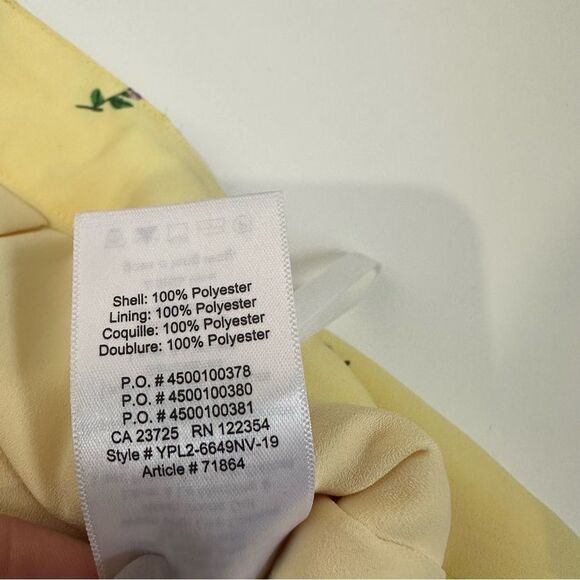 Shell: 100% Polyester
Lining: 100% Polyester
Coquille: 100% Polyester
Doublure: 100% Polyester
P.O. # 4500100378
P.O. # 4500100380
P.O. # 4500100381
CA 23725 RN 122354
Style # YPL2-6649NV-19
Article # 71864